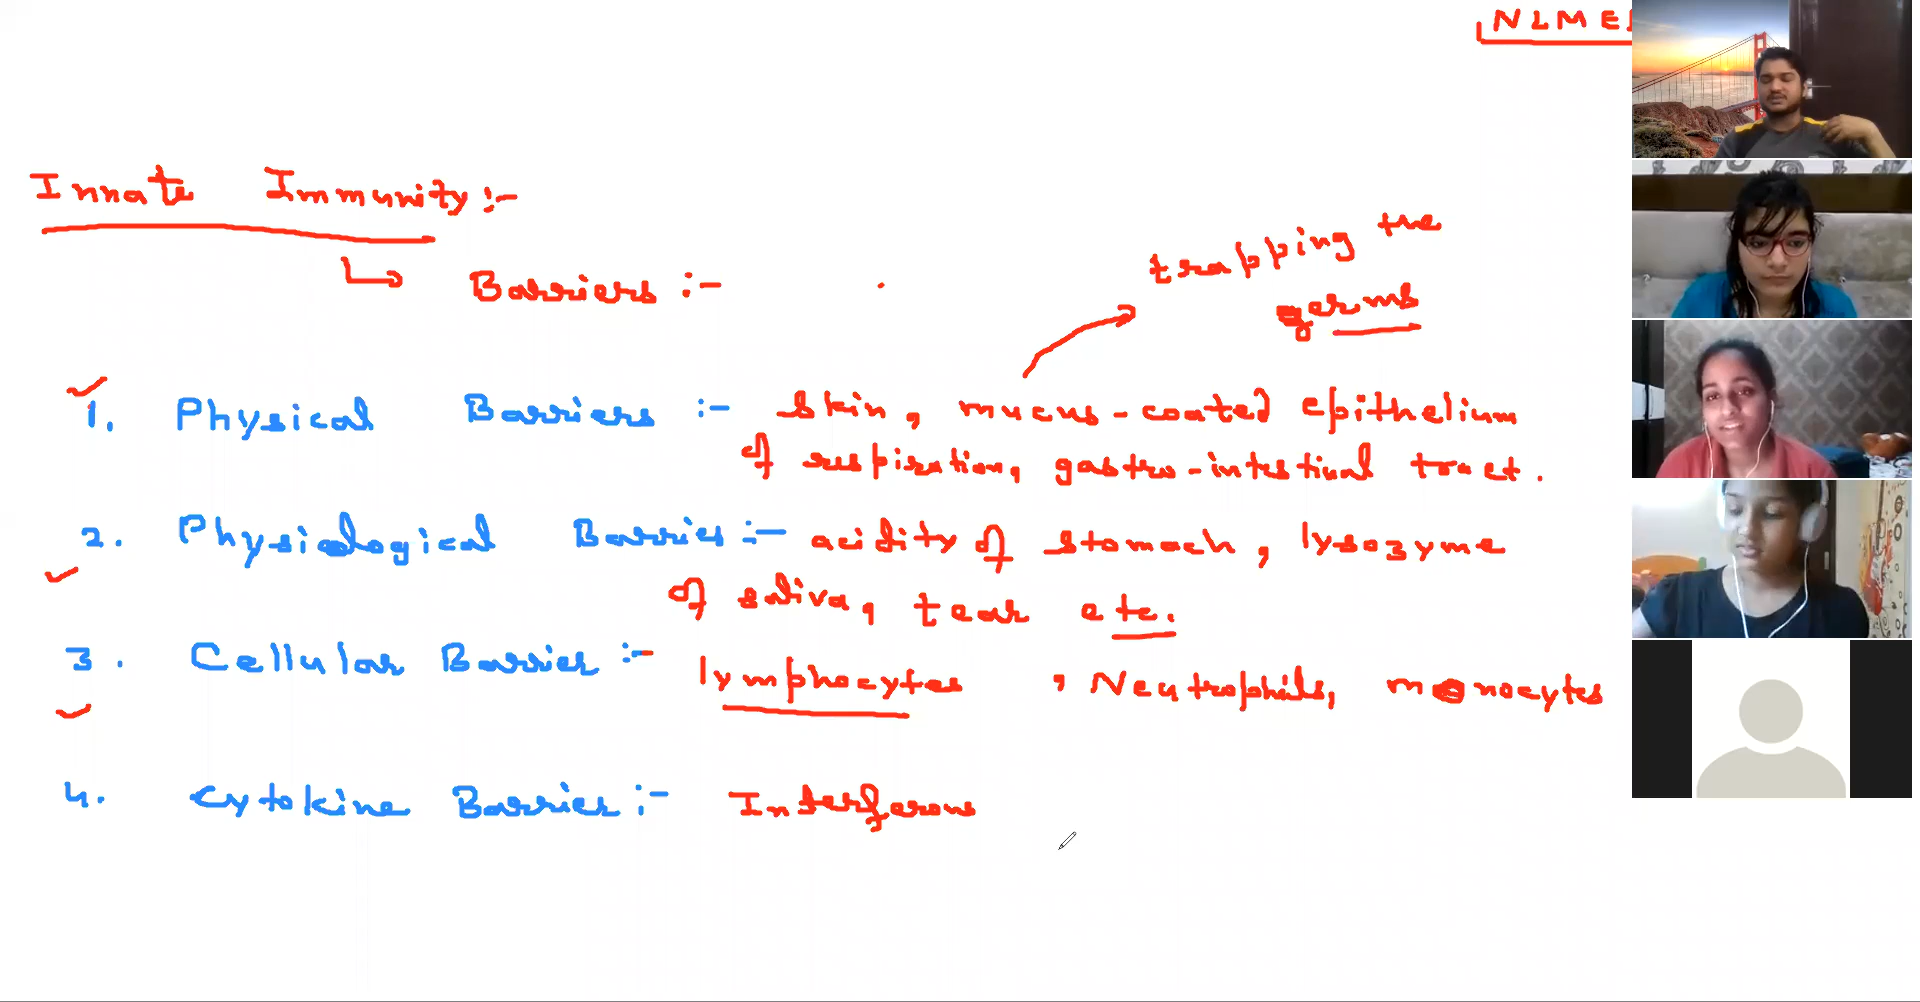 NLME
Innate Immunity :-
Barriers :-
trapping the
germs
1. Physical Barriers :- Skin, mucus-coated epithelium
of respiration, gastro-intestinal tract.
2. Physiological Barrier :- acidity of stomach, lysozyme
of saliva, tear etc.
3. Cellular Barrier :- lymphocytes , Neutrophils, monocytes
4. Cytokine Barrier :- Interferons